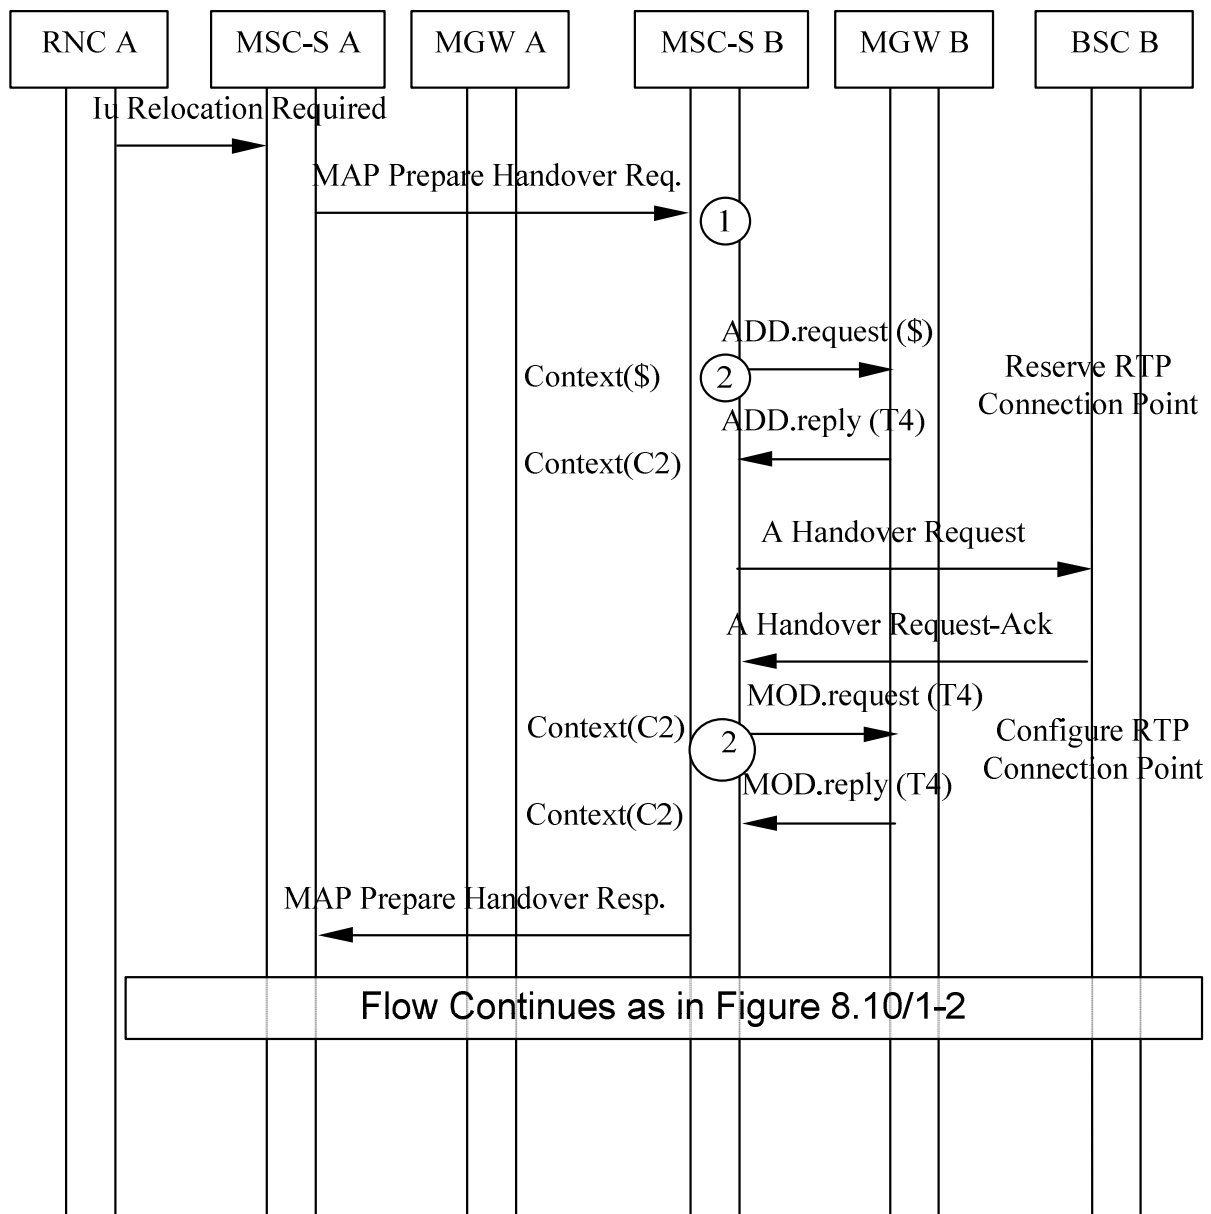 RNC A
MSC-S A
MGW A
MSC-S B
MGW B
BSC B
Iu Relocation Required
MAP Prepare Handover Req.
1
ADD.request ($)
Context($)
2
Reserve RTP
Connection Point
ADD.reply (T4)
Context(C2)
A Handover Request
A Handover Request-Ack
MOD.request (T4)
Context(C2)
2
Configure RTP
Connection Point
MOD.reply (T4)
Context(C2)
MAP Prepare Handover Resp.
Flow Continues as in Figure 8.10/1-2